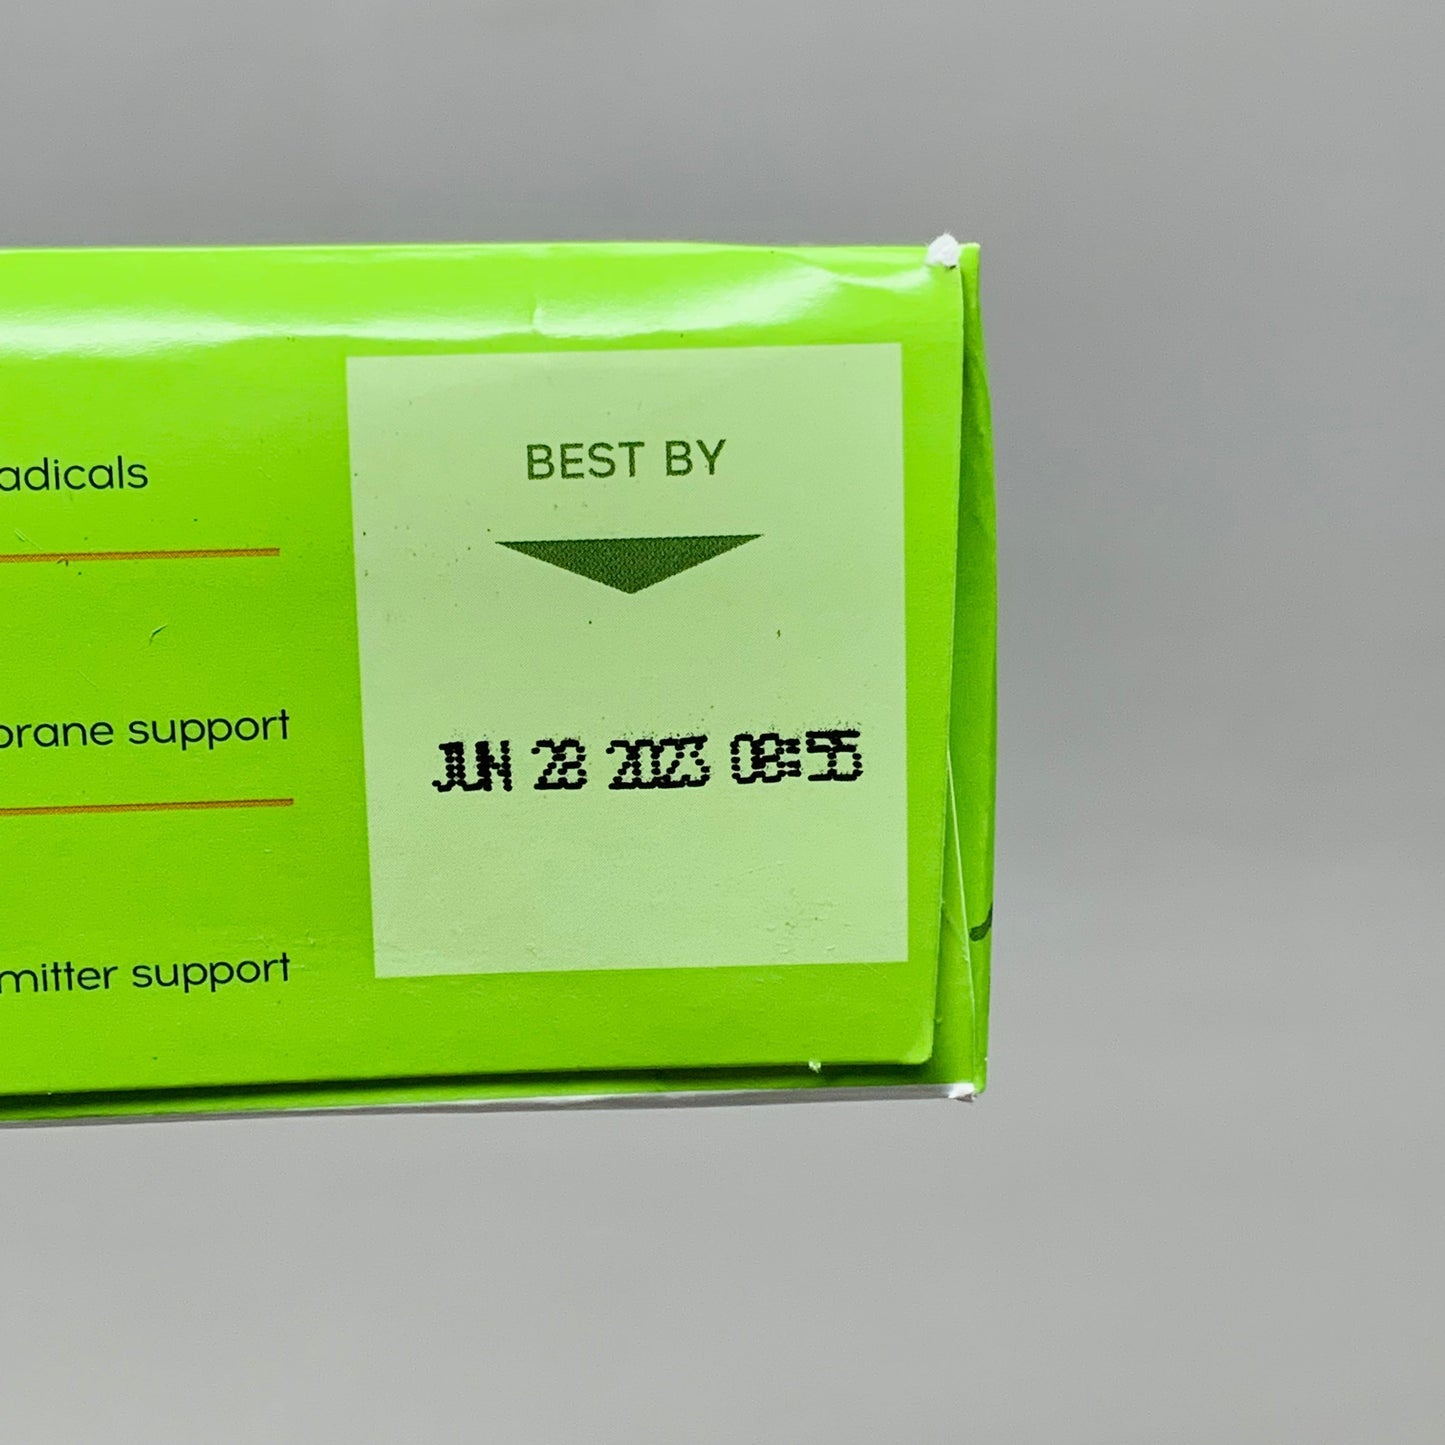 adicals
brane support
mitter support
BEST BY
JUN 28 2023 08:55